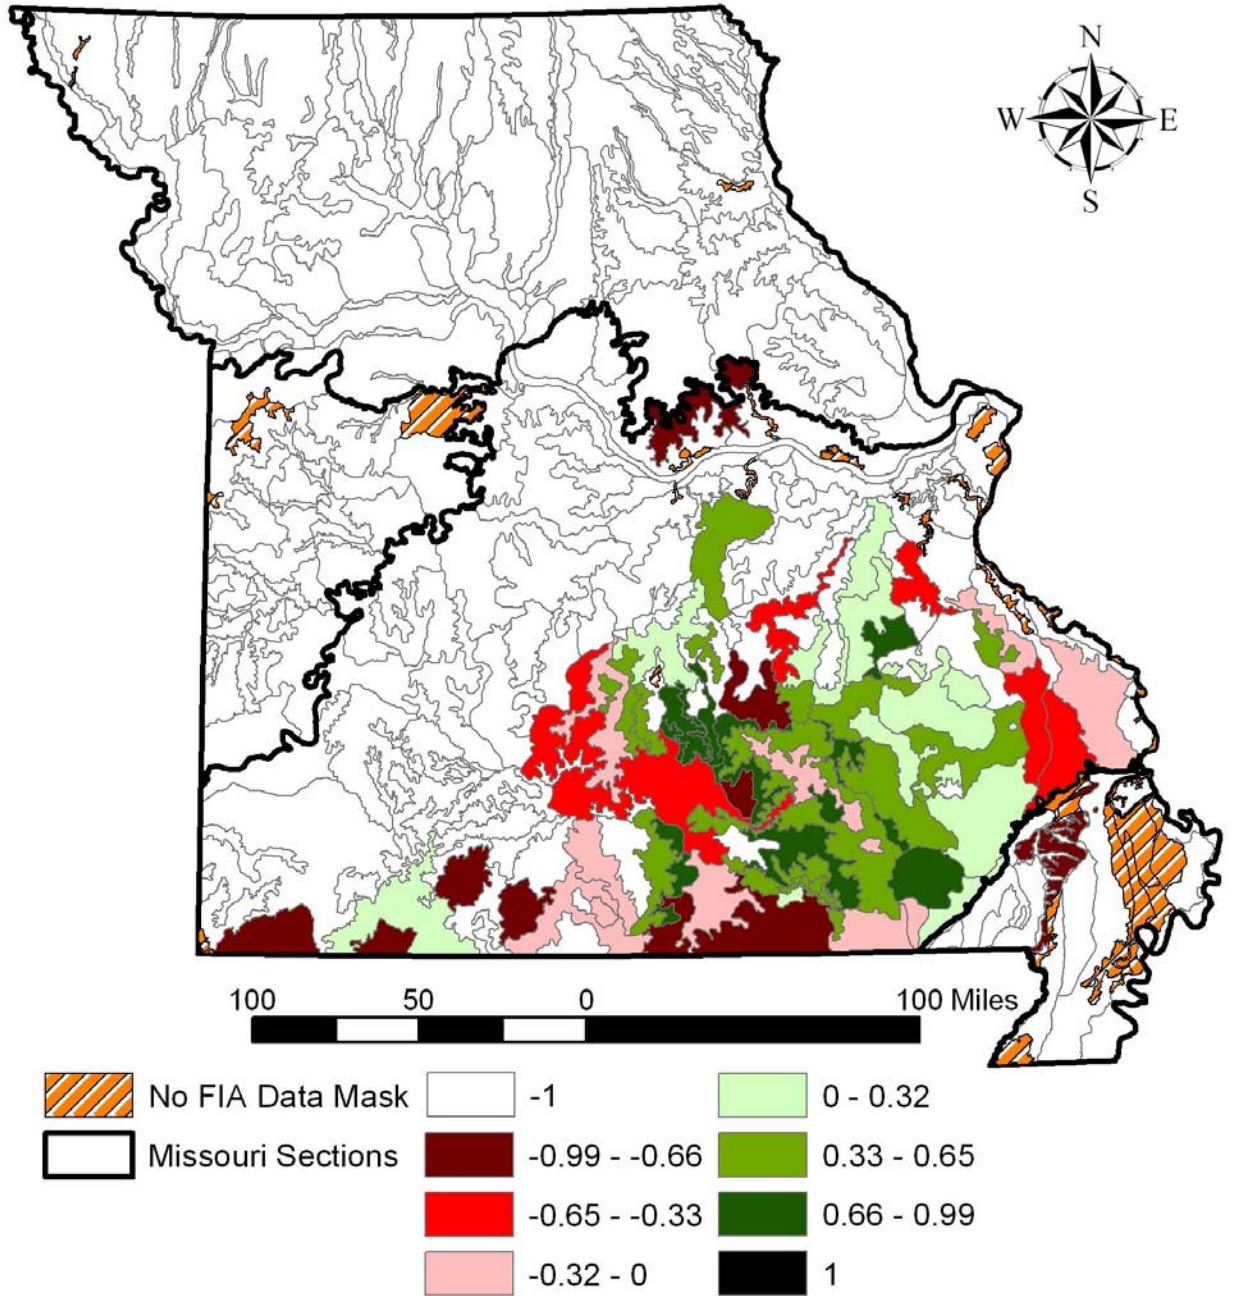 N
W E
S
100 50 0 100 Miles
No FIA Data Mask -1 0 - 0.32
Missouri Sections -0.99 - -0.66 0.33 - 0.65
-0.65 - -0.33 0.66 - 0.99
-0.32 - 0 1